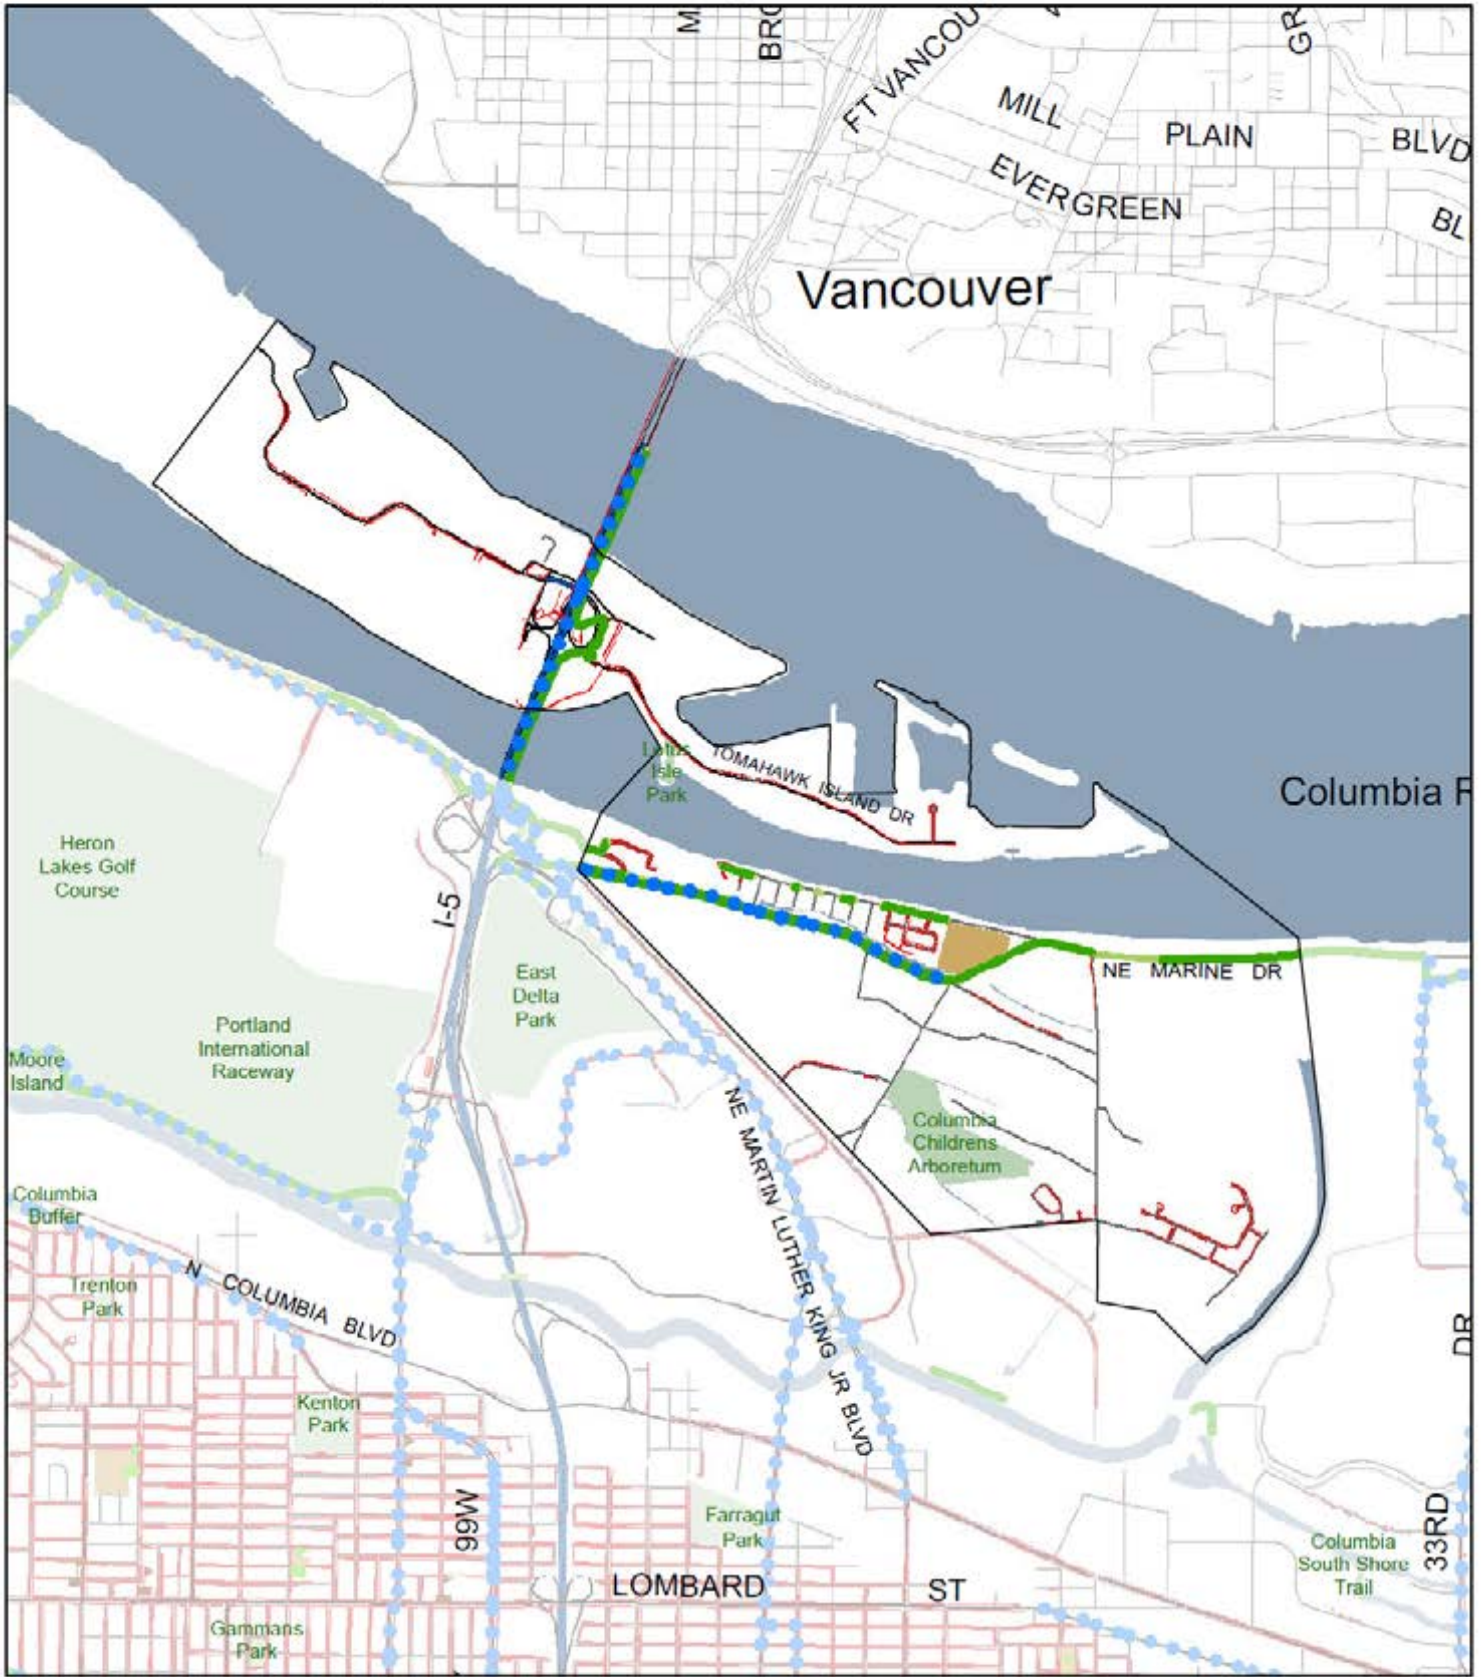 BRO
FT VANCOU
GR
MILL
PLAIN
BLVD
EVERGREEN
BL
Vancouver
Columbia R
Lotus
Isle
Park
TOMAHAWK ISLAND DR
Heron
Lakes Golf
Course
I-5
NE MARINE DR
East
Delta
Park
Portland
International
Raceway
Moore
Island
Columbia
Childrens
Arboretum
NE MARTIN LUTHER KING JR BLVD
Columbia
Buffer
N COLUMBIA BLVD
Trenton
Park
DR
Kenton
Park
99W
Farragut
Park
33RD
Columbia
South Shore
Trail
LOMBARD ST
Gammans
Park